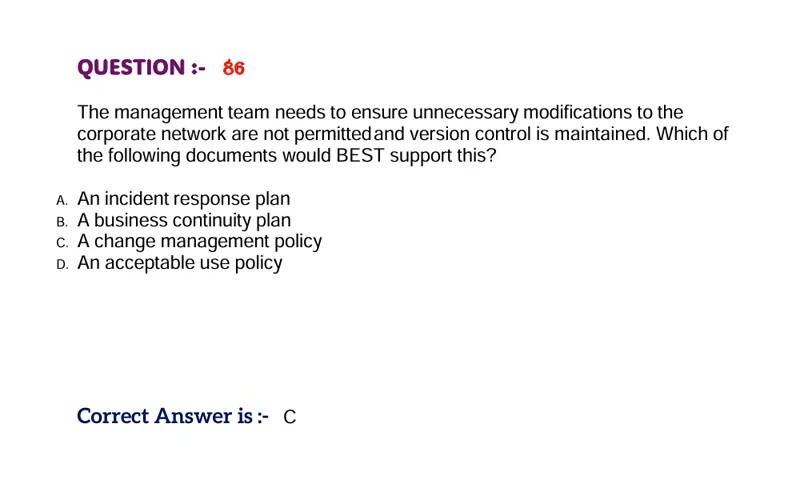 QUESTION :- 86
The management team needs to ensure unnecessary modifications to the
corporate network are not permitted and version control is maintained. Which of
the following documents would BEST support this?
A. An incident response plan
B. A business continuity plan
C. A change management policy
D. An acceptable use policy
Correct Answer is :- C